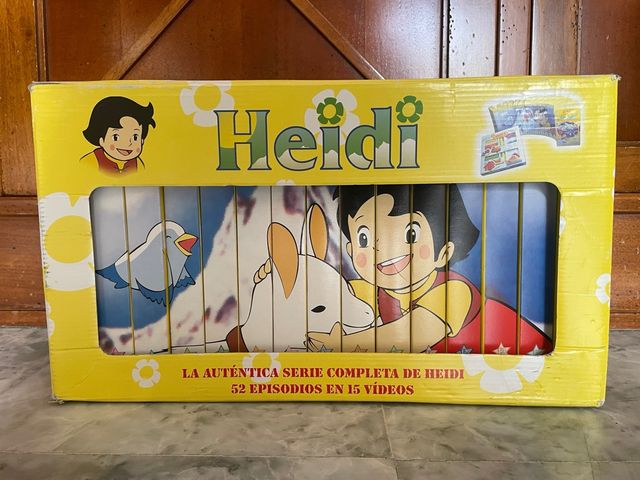 Heidi
LA AUTÉNTICA SERIE COMPLETA DE HEIDI
52 EPISODIOS EN 15 VÍDEOS